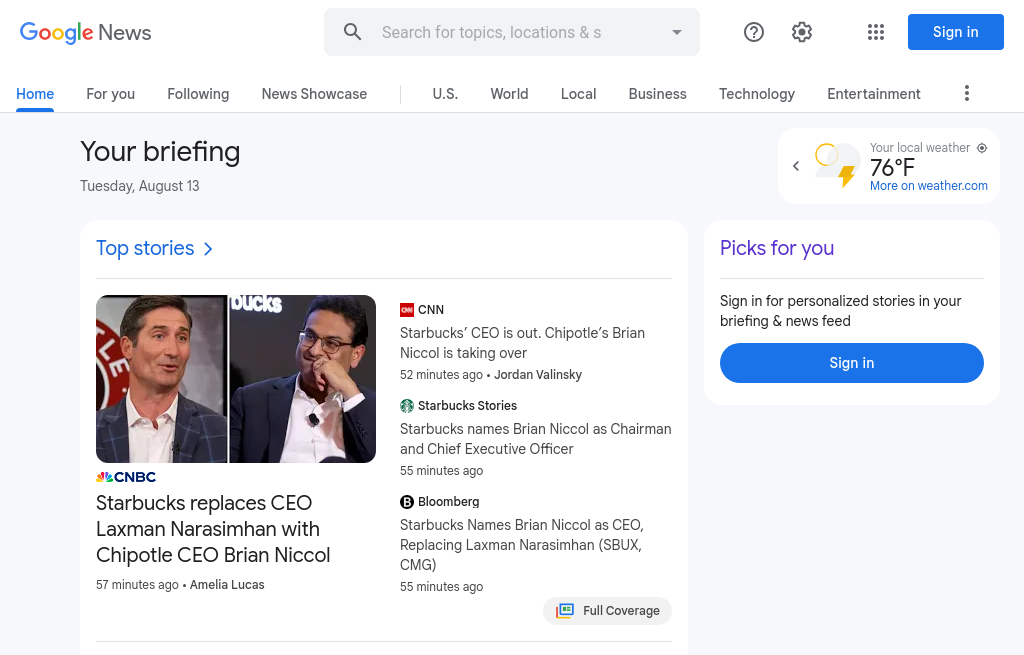 Google News
Search for topics, locations & s
Sign in
Home
For you
Following
News Showcase
U.S.
World
Local
Business
Technology
Entertainment
Your briefing
Tuesday, August 13
Your local weather
76°F
More on weather.com
Top stories
bucks
TLE
CNBC
Starbucks replaces CEO
Laxman Narasimhan with
Chipotle CEO Brian Niccol
57 minutes ago • Amelia Lucas
CNN
CNN
Starbucks’ CEO is out. Chipotle’s Brian
Niccol is taking over
52 minutes ago • Jordan Valinsky
Starbucks Stories
Starbucks names Brian Niccol as Chairman
and Chief Executive Officer
55 minutes ago
B
Bloomberg
Starbucks Names Brian Niccol as CEO,
Replacing Laxman Narasimhan (SBUX,
CMG)
55 minutes ago
Full Coverage
Picks for you
Sign in for personalized stories in your
briefing & news feed
Sign in